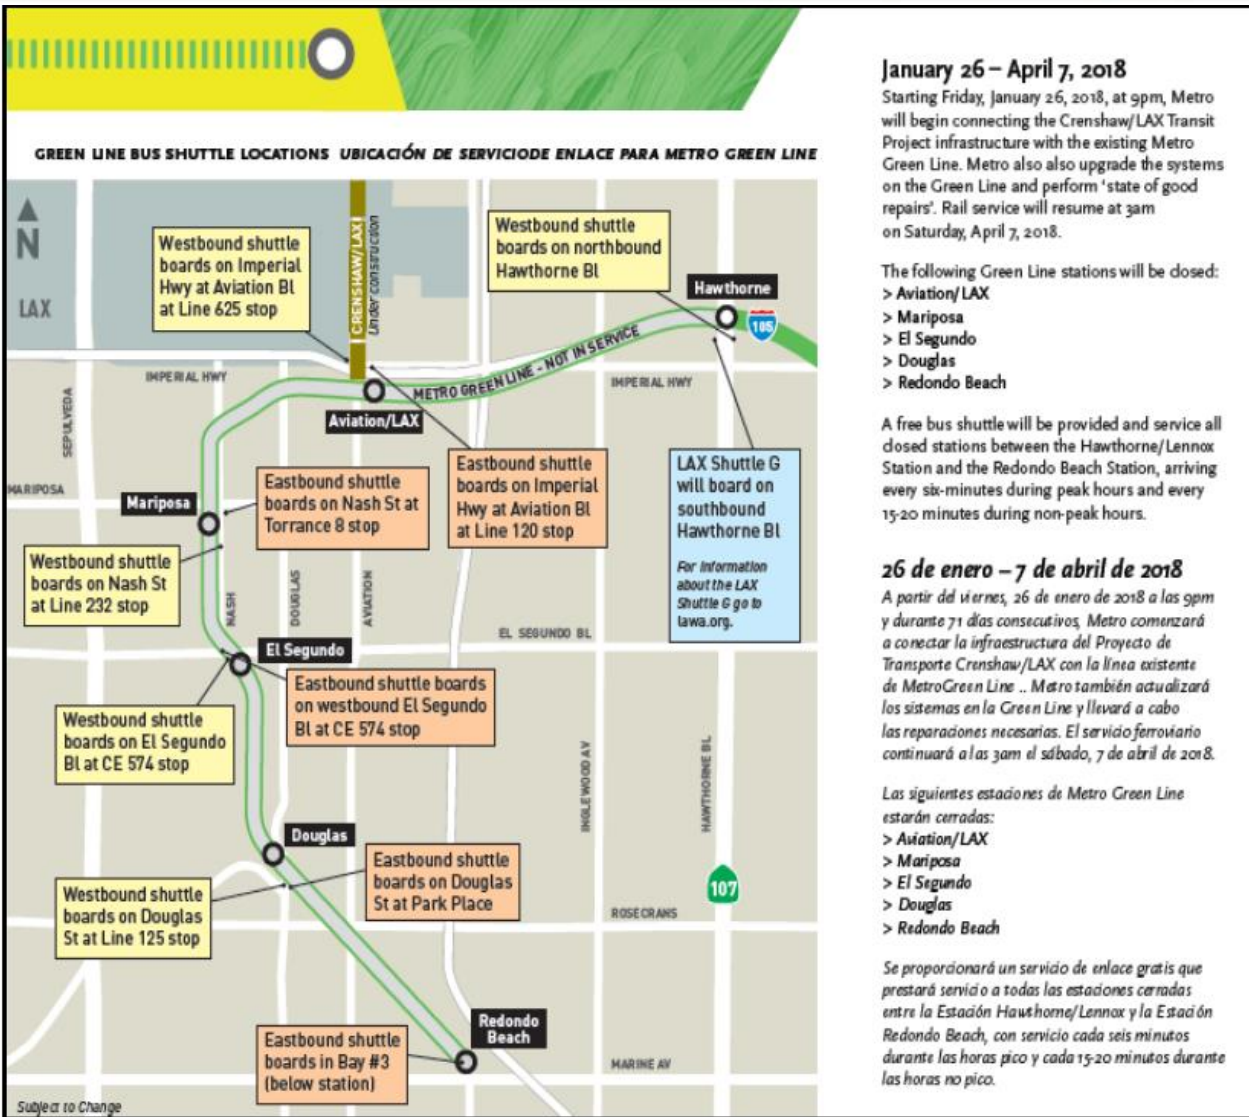 GREEN LINE BUS SHUTTLE LOCATIONS UBICACIÓN DE SERVICIODE ENLACE PARA METRO GREEN LINE
N
LAX
Westbound shuttle
boards on Imperial
Hwy at Aviation Bl
at Line 625 stop
CRENSHAW/LAX
Under construction
Westbound shuttle
boards on northbound
Hawthorne Bl
Hawthorne
105
METRO GREEN LINE - NOT IN SERVICE
IMPERIAL HWY
IMPERIAL HWY
SEPULVEDA
Aviation/LAX
MARIPOSA
Mariposa
Eastbound shuttle
boards on Nash St at
Torrance 8 stop
Eastbound shuttle
boards on Imperial
Hwy at Aviation Bl
at Line 120 stop
LAX Shuttle G
will board on
southbound
Hawthorne Bl
For information
about the LAX
Shuttle G go to
lawa.org.
Westbound shuttle
boards on Nash St
at Line 232 stop
NASH
DOUGLAS
AVIATION
EL SEGUNDO BL
El Segundo
Eastbound shuttle boards
on westbound El Segundo
Bl at CE 574 stop
Westbound shuttle
boards on El Segundo
Bl at CE 574 stop
INGLEWOOD AV
HAWTHORNE BL
Douglas
Eastbound shuttle
boards on Douglas
St at Park Place
107
Westbound shuttle
boards on Douglas
St at Line 125 stop
ROSECRANS
Redondo
Beach
Eastbound shuttle
boards in Bay #3
(below station)
MARINE AV
Subject to Change
January 26 – April 7, 2018
Starting Friday, January 26, 2018, at 9pm, Metro
will begin connecting the Crenshaw/LAX Transit
Project infrastructure with the existing Metro
Green Line. Metro also also upgrade the systems
on the Green Line and perform ‘state of good
repairs’. Rail service will resume at 3am
on Saturday, April 7, 2018.
The following Green Line stations will be closed:
> Aviation/LAX
> Mariposa
> El Segundo
> Douglas
> Redondo Beach
A free bus shuttle will be provided and service all
closed stations between the Hawthorne/Lennox
Station and the Redondo Beach Station, arriving
every six-minutes during peak hours and every
15-20 minutes during non-peak hours.
26 de enero – 7 de abril de 2018
A partir del viernes, 26 de enero de 2018 a las 9pm
y durante 71 días consecutivos, Metro comenzará
a conectar la infraestructura del Proyecto de
Transporte Crenshaw/LAX con la línea existente
de MetroGreen Line .. Metro también actualizará
los sistemas en la Green Line y llevará a cabo
las reparaciones necesarias. El servicio ferroviario
continuará a las 3am el sábado, 7 de abril de 2018.
Las siguientes estaciones de Metro Green Line
estarán cerradas:
> Aviation/LAX
> Mariposa
> El Segundo
> Douglas
> Redondo Beach
Se proporcionará un servicio de enlace gratis que
prestará servicio a todas las estaciones cerradas
entre la Estación Hawthorne/Lennox y la Estación
Redondo Beach, con servicio cada seis minutos
durante las horas pico y cada 15-20 minutos durante
las horas no pico.